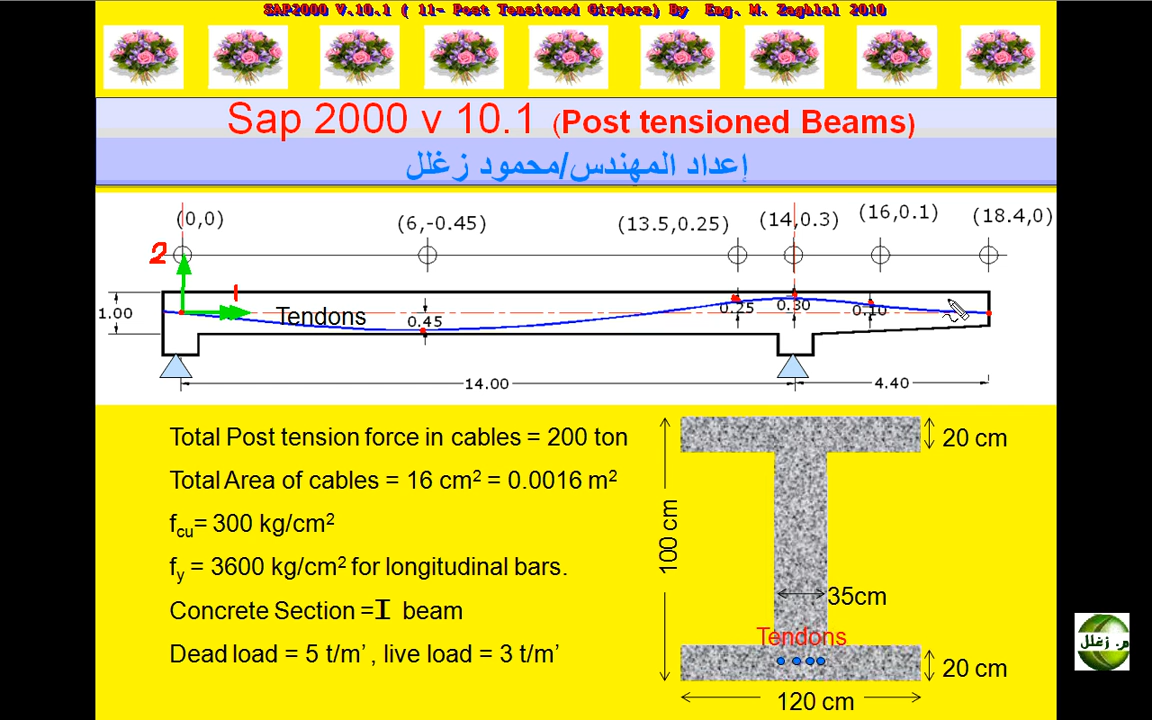 SAP2000 V.10.1 ( 11- Post Tensioned Girders) By Eng. M. Zaghlal 2010
Sap 2000 v 10.1 (Post tensioned Beams)
إعداد المهندس/محمود زغلل
(0,0) (6,-0.45) (13.5,0.25) (14,0.3) (16,0.1) (18.4,0)
2
1
1.00
Tendons
0.45
0.25
0.30
0.10
14.00
4.40
Total Post tension force in cables = 200 ton
Total Area of cables = 16 cm2 = 0.0016 m2
fcu= 300 kg/cm2
fy = 3600 kg/cm2 for longitudinal bars.
Concrete Section =I beam
Dead load = 5 t/m’ , live load = 3 t/m’
20 cm
100 cm
35cm
Tendons
20 cm
120 cm
م. زغلل